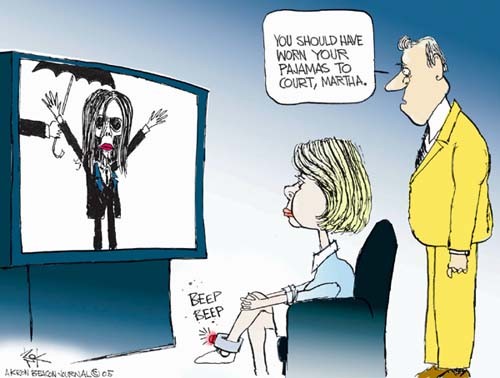 YOU SHOULD HAVE
WORN YOUR
PAJAMAS TO
COURT, MARTHA.
BEEP
BEEP
AKRON BEACON JOURNAL © 05